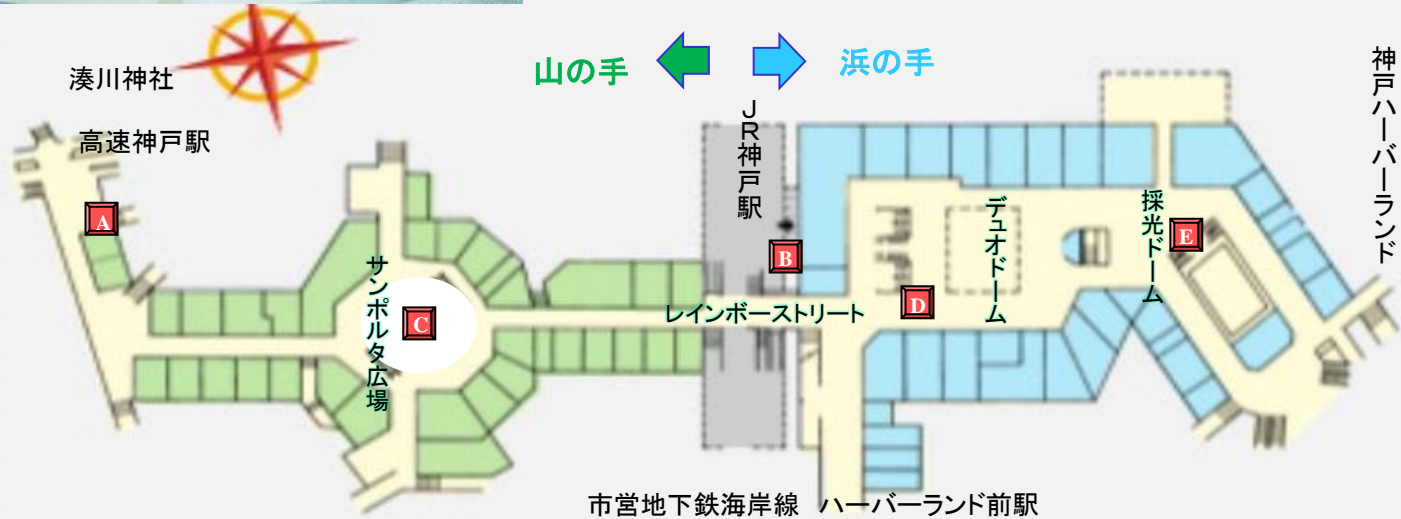 湊川神社
高速神戸駅
山の手
浜の手
JR神戸駅
神戸ハーバーランド
A
サンポルタ広場
C
レインボーストリート
B
D
デュオドーム
採光ドーム
E
市営地下鉄海岸線 ハーバーランド前駅